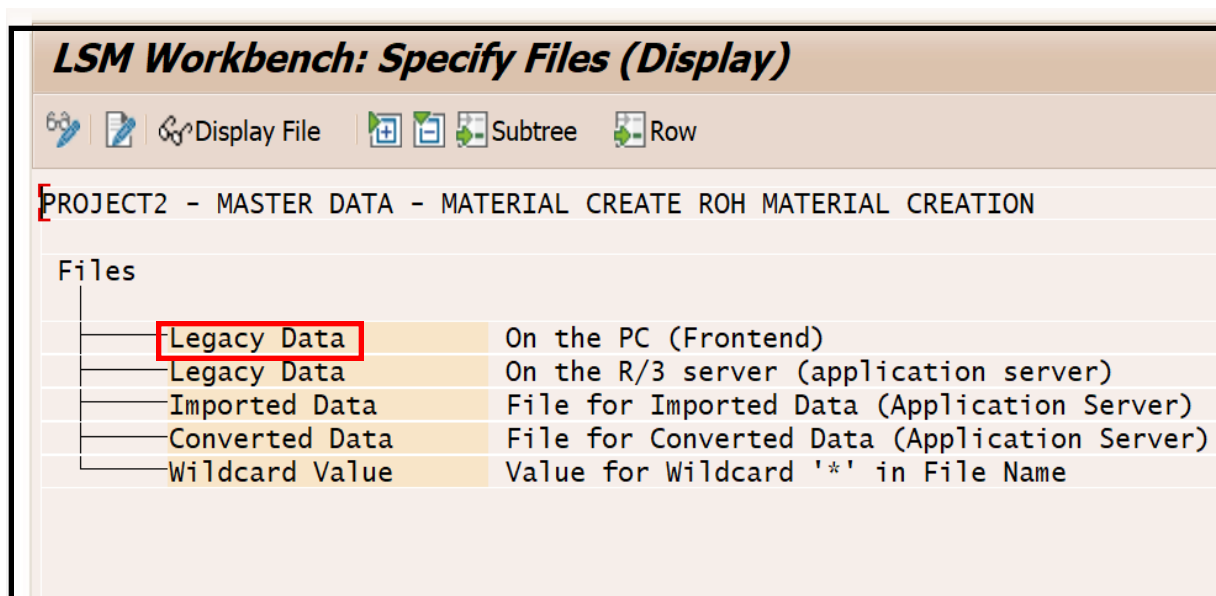 LSM Workbench: Specify Files (Display)
Display File Subtree Row
PROJECT2 - MASTER DATA - MATERIAL CREATE ROH MATERIAL CREATION
Files
Legacy Data On the PC (Frontend)
Legacy Data On the R/3 server (application server)
Imported Data File for Imported Data (Application Server)
Converted Data File for Converted Data (Application Server)
Wildcard Value Value for Wildcard '*' in File Name